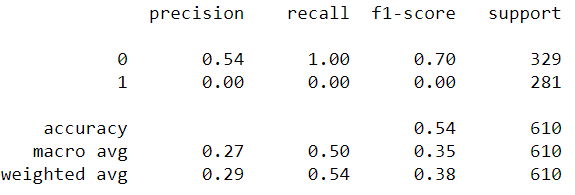 precision recall f1-score support
0 0.54 1.00 0.70 329
1 0.00 0.00 0.00 281
accuracy 0.54 610
macro avg 0.27 0.50 0.35 610
weighted avg 0.29 0.54 0.38 610